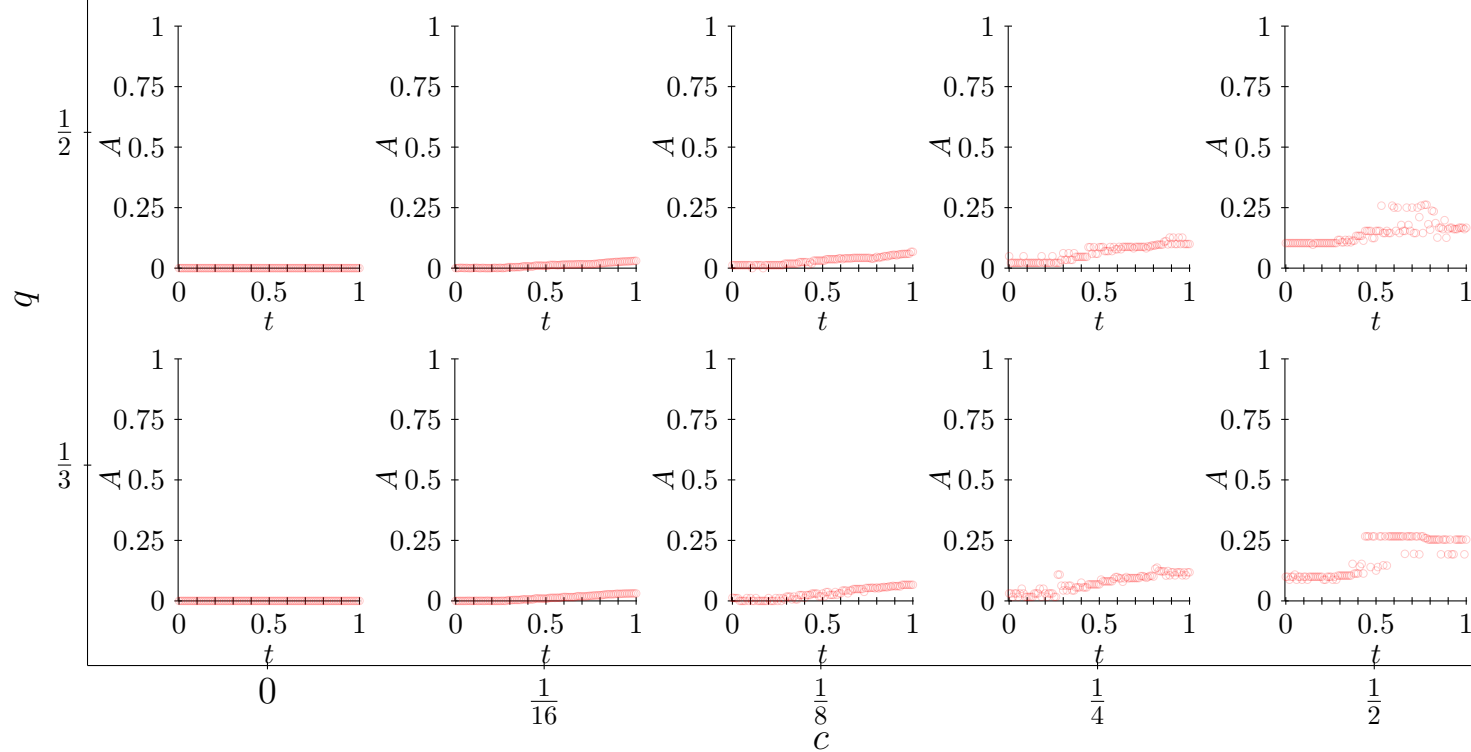 1 1 1 1 1
0.75 0.75 0.75 0.75 0.75
1/2 A 0.5 A 0.5 A 0.5 A 0.5 A 0.5
0.25 0.25 0.25 0.25 0.25
0 0 0 0 0
0 0.5 1 0 0.5 1 0 0.5 1 0 0.5 1 0 0.5 1
q
t t t t t
1 1 1 1 1
0.75 0.75 0.75 0.75 0.75
1/3 A 0.5 A 0.5 A 0.5 A 0.5 A 0.5
0.25 0.25 0.25 0.25 0.25
0 0 0 0 0
0 0.5 1 0 0.5 1 0 0.5 1 0 0.5 1 0 0.5 1
t t t t t
0 1/16 1/8 1/4 1/2
c